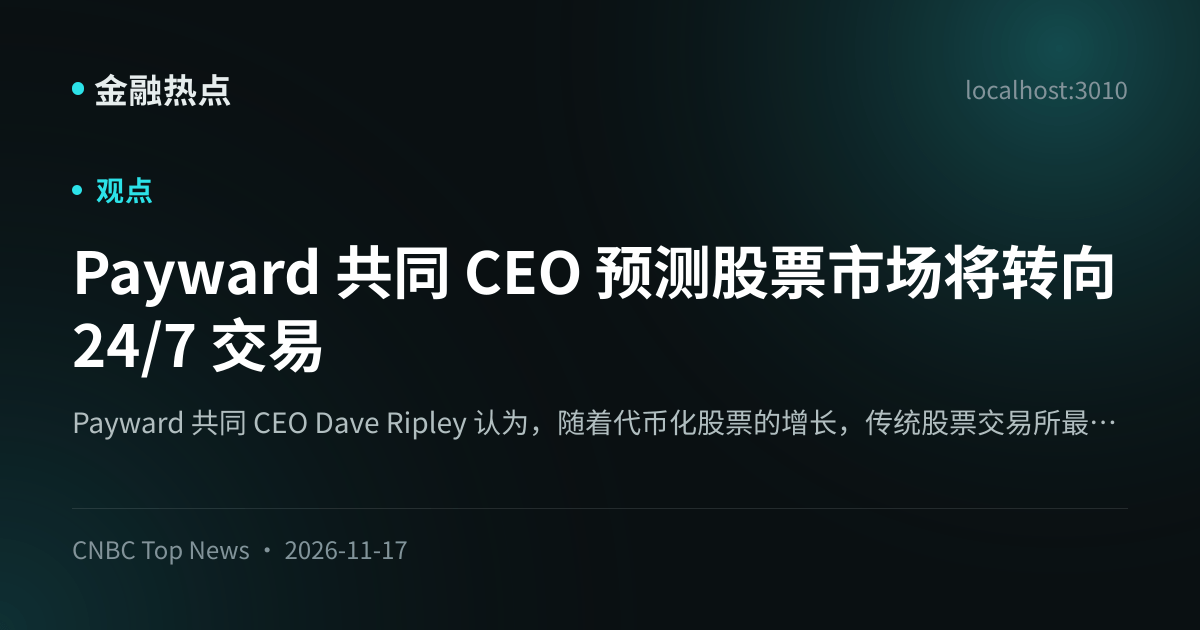 金融热点
localhost:3010
观点
Payward 共同 CEO 预测股票市场将转向
24/7 交易
Payward 共同 CEO Dave Ripley 认为，随着代币化股票的增长，传统股票交易所最…
CNBC Top News • 2026-11-17